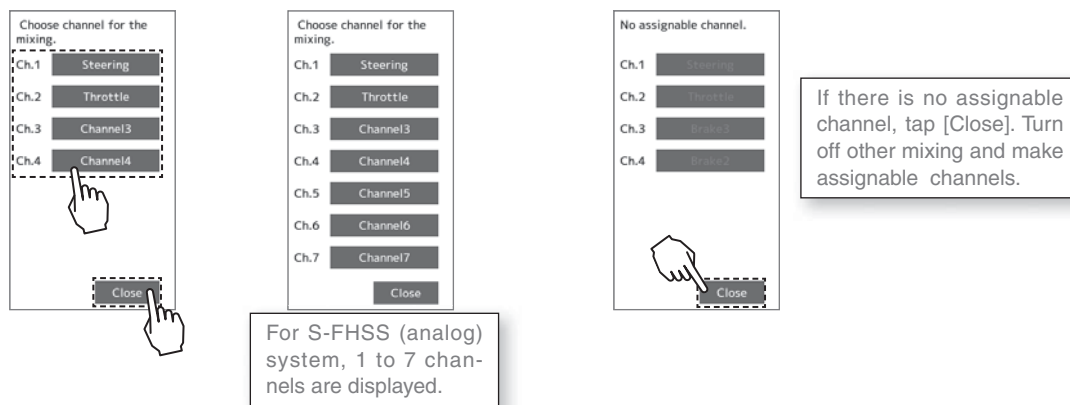 Choose channel for the
mixing.
Ch.1 Steering
Ch.2 Throttle
Ch.3 Channel3
Ch.4 Channel4
Close
Choose channel for the
mixing.
Ch.1 Steering
Ch.2 Throttle
Ch.3 Channel3
Ch.4 Channel4
Ch.5 Channel5
Ch.6 Channel6
Ch.7 Channel7
Close
For S-FHSS (analog)
system, 1 to 7 chan-
nels are displayed.
No assignable channel.
Ch.1 Steering
Ch.2 Throttle
Ch.3 Brake3
Ch.4 Brake2
Close
If there is no assignable
channel, tap [Close]. Turn
off other mixing and make
assignable channels.